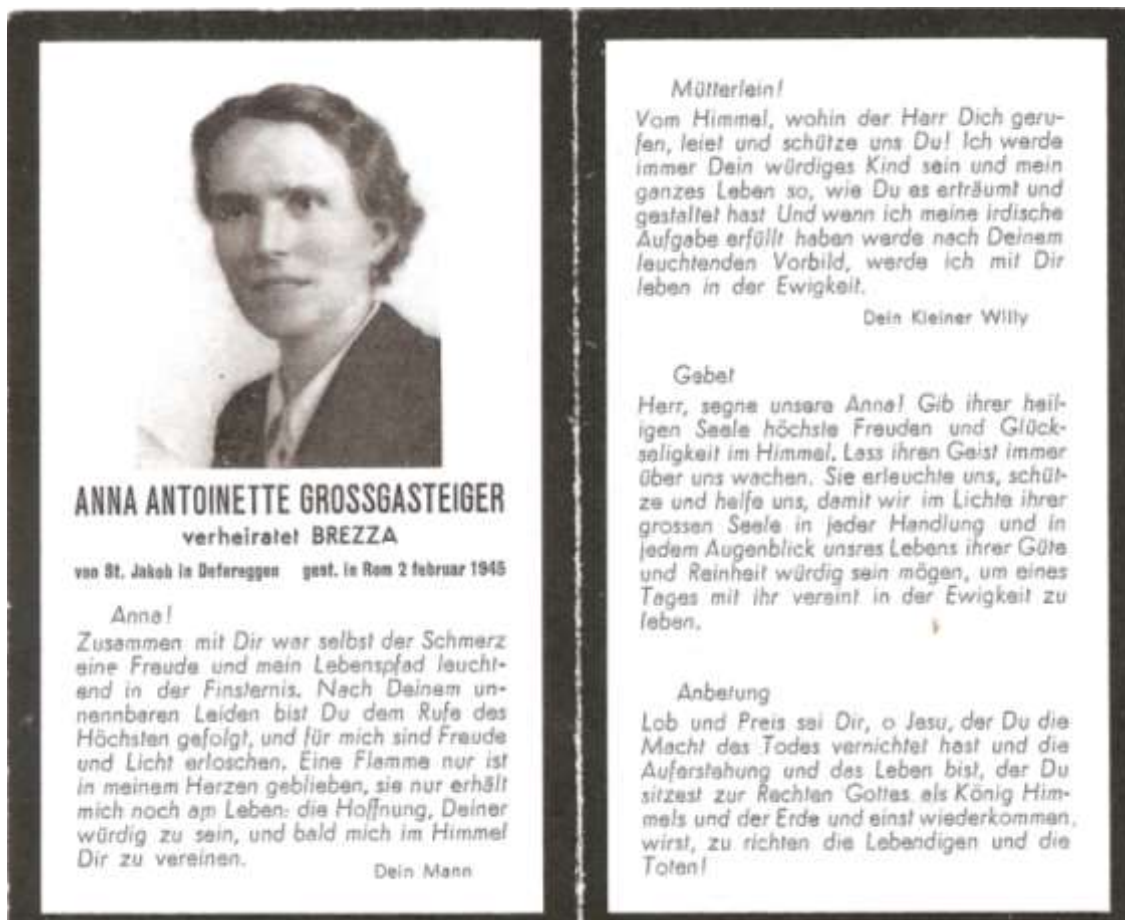 ANNA ANTOINETTE GROSSGASTEIGER
verheiratet BREZZA
von St. Jakob in Defereggen gest. in Rom 2 februar 1945
Anna!
Zusammen mit Dir war selbst der Schmerz
eine Freude und mein Lebenspfad leucht-
end in der Finsternis. Nach Deinem un-
nennbaren Leiden bist Du dem Rufe des
Höchsten gefolgt, und für mich sind Freude
und Licht erloschen. Eine Flamme nur ist
in meinem Herzen geblieben, sie nur erhält
mich noch am Leben: die Hoffnung, Deiner
würdig zu sein, und bald mich im Himmel
Dir zu vereinen.
Dein Mann
Mütterlein!
Vom Himmel, wohin der Herr Dich geru-
fen, leiet und schütze uns Du! Ich werde
immer Dein würdiges Kind sein und mein
ganzes Leben so, wie Du es erträumt und
gestaltet hast Und wenn ich meine irdische
Aufgabe erfüllt haben werde nach Deinem
leuchtenden Vorbild, werde ich mit Dir
leben in der Ewigkeit.
Dein Kleiner Willy
Gebet
Herr, segne unsere Anna! Gib ihrer heil-
igen Seele höchste Freuden und Glück-
seligkeit im Himmel. Lass ihren Geist immer
über uns wachen. Sie erleuchte uns, schüt-
ze und helfe uns, damit wir im Lichte ihrer
grossen Seele in jeder Handlung und in
jedem Augenblick unsres Lebens ihrer Güte
und Reinheit würdig sein mögen, um eines
Tages mit ihr vereint in der Ewigkeit zu
leben.
Anbetung
Lob und Preis sei Dir, o Jesu, der Du die
Macht des Todes vernichtet hast und die
Auferstehung und das Leben bist, der Du
sitzest zur Rechten Gottes als König Him-
mels und der Erde und einst wiederkommen,
wirst, zu richten die Lebendigen und die
Toten!